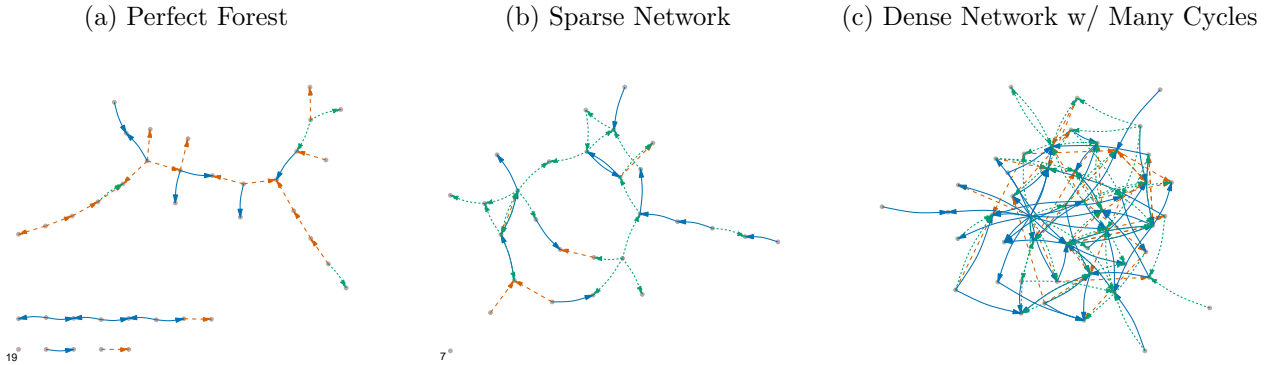 (a) Perfect Forest
(b) Sparse Network
(c) Dense Network w/ Many Cycles
19
7